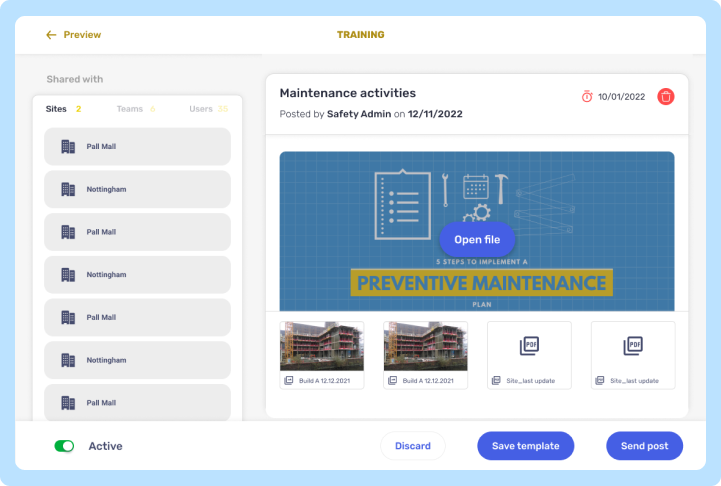 Preview
TRAINING
Shared with
Sites 2 Teams 6 Users 35
Pall Mall
Nottingham
Pall Mall
Nottingham
Pall Mall
Nottingham
Pall Mall
Maintenance activities
10/01/2022
Posted by Safety Admin on 12/11/2022
Open file
5 STEPS TO IMPLEMENT A
PREVENTIVE MAINTENANCE
PLAN
PDF PDF
Build A 12.12.2021 Build A 12.12.2021 Site_last update Site_last update
Active
Discard Save template Send post